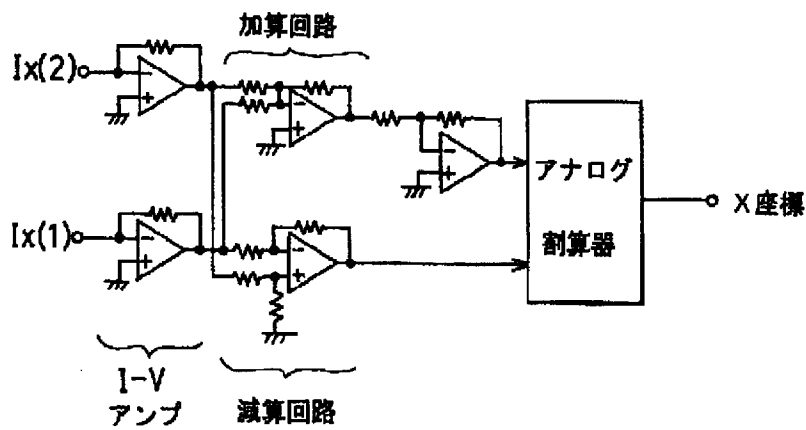 加算回路
Ix(2)
Ix(1)
アナログ
割算器
X座標
I-V
アンプ
減算回路